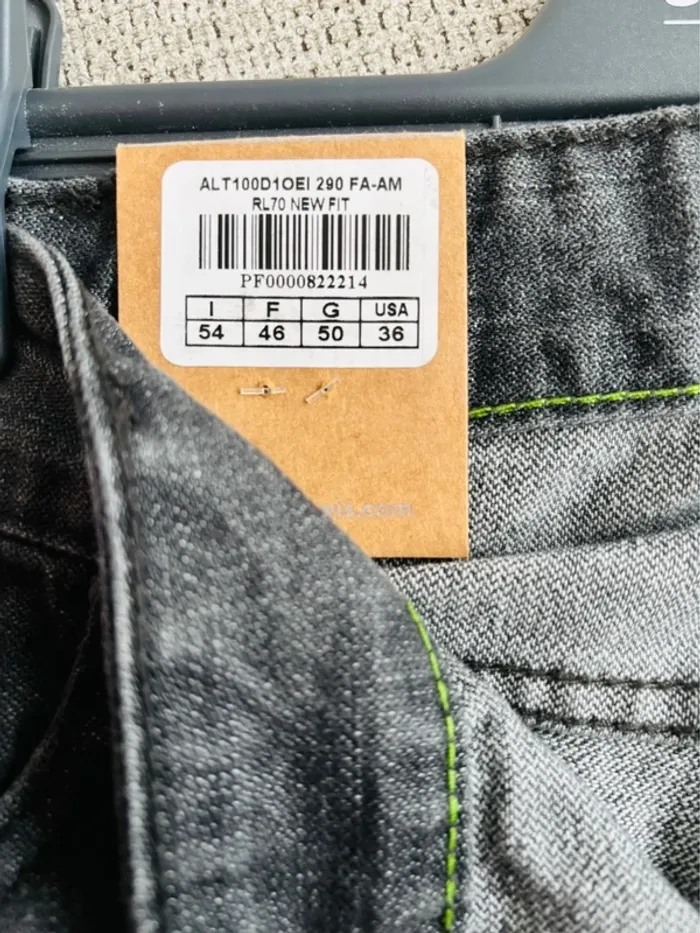 ALT100D1OEI 290 FA-AM
RL70 NEW FIT
PF0000822214
I F G USA
54 46 50 36